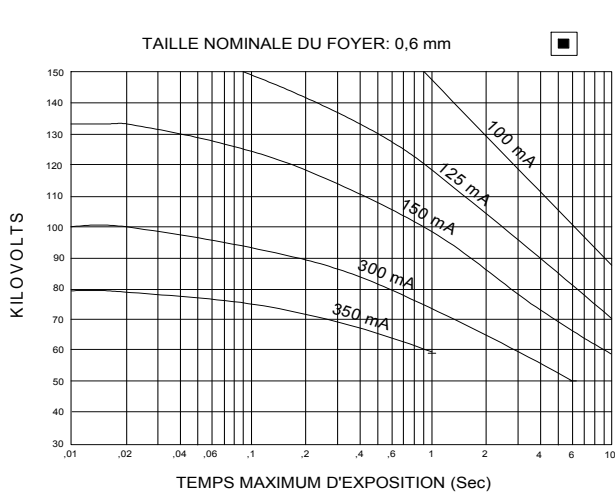 TAILLE NOMINALE DU FOYER: 0,6 mm
150
140
130
120
110
100
90
80
70
60
50
40
30
KILOVOLTS
100 mA
125 mA
150 mA
300 mA
350 mA
,01 ,02 ,04 ,06 ,1 ,2 ,4 ,6 1 2 4 6 10
TEMPS MAXIMUM D'EXPOSITION (Sec)